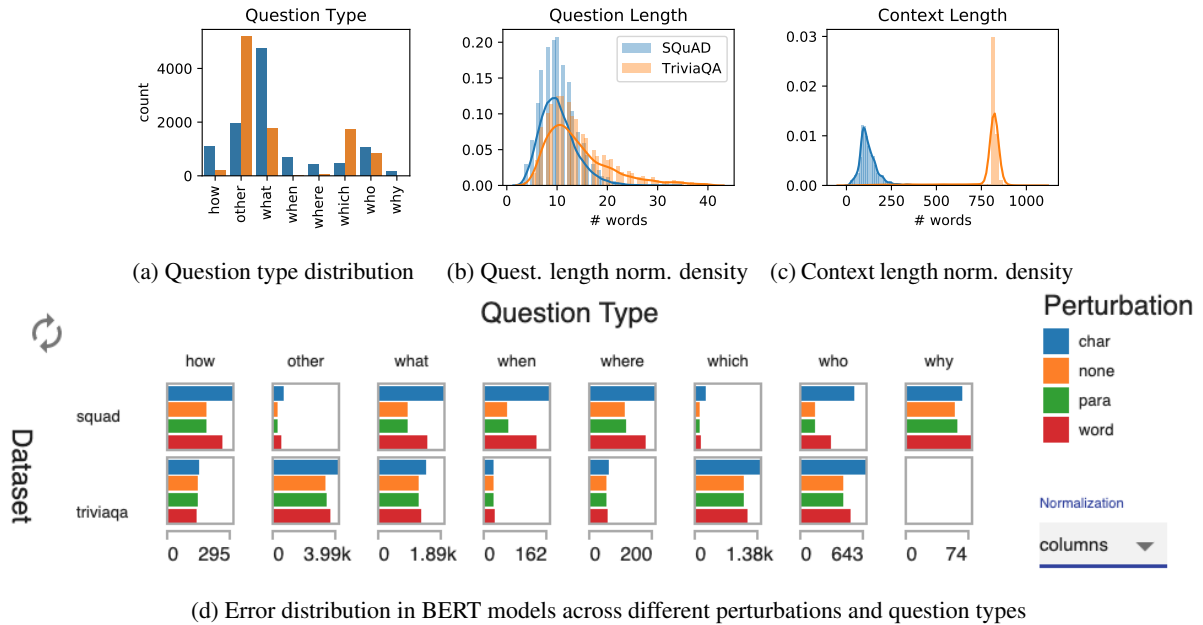 Question Type
Question Length
Context Length
count
4000
2000
0
how
other
what
when
where
which
who
why
0.20
0.15
0.10
0.05
0.00
SQuAD
TriviaQA
0 10 20 30 40
# words
0.03
0.02
0.01
0.00
0 250 500 750 1000
# words
(a) Question type distribution
(b) Quest. length norm. density
(c) Context length norm. density
Question Type
how other what when where which who why
Dataset
squad
triviaqa
0 295
0 3.99k
0 1.89k
0 162
0 200
0 1.38k
0 643
0 74
Perturbation
char
none
para
word
Normalization
columns
(d) Error distribution in BERT models across different perturbations and question types